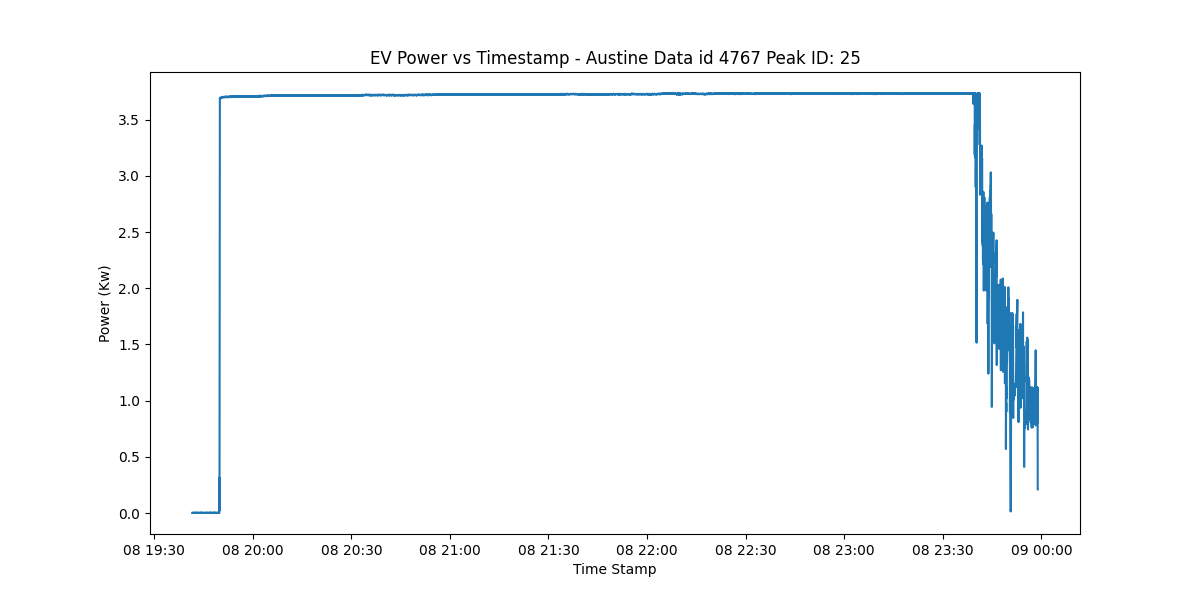 EV Power vs Timestamp - Austine Data id 4767 Peak ID: 25
Power (Kw)
3.5
3.0
2.5
2.0
1.5
1.0
0.5
0.0
08 19:30 08 20:00 08 20:30 08 21:00 08 21:30 08 22:00 08 22:30 08 23:00 08 23:30 09 00:00
Time Stamp